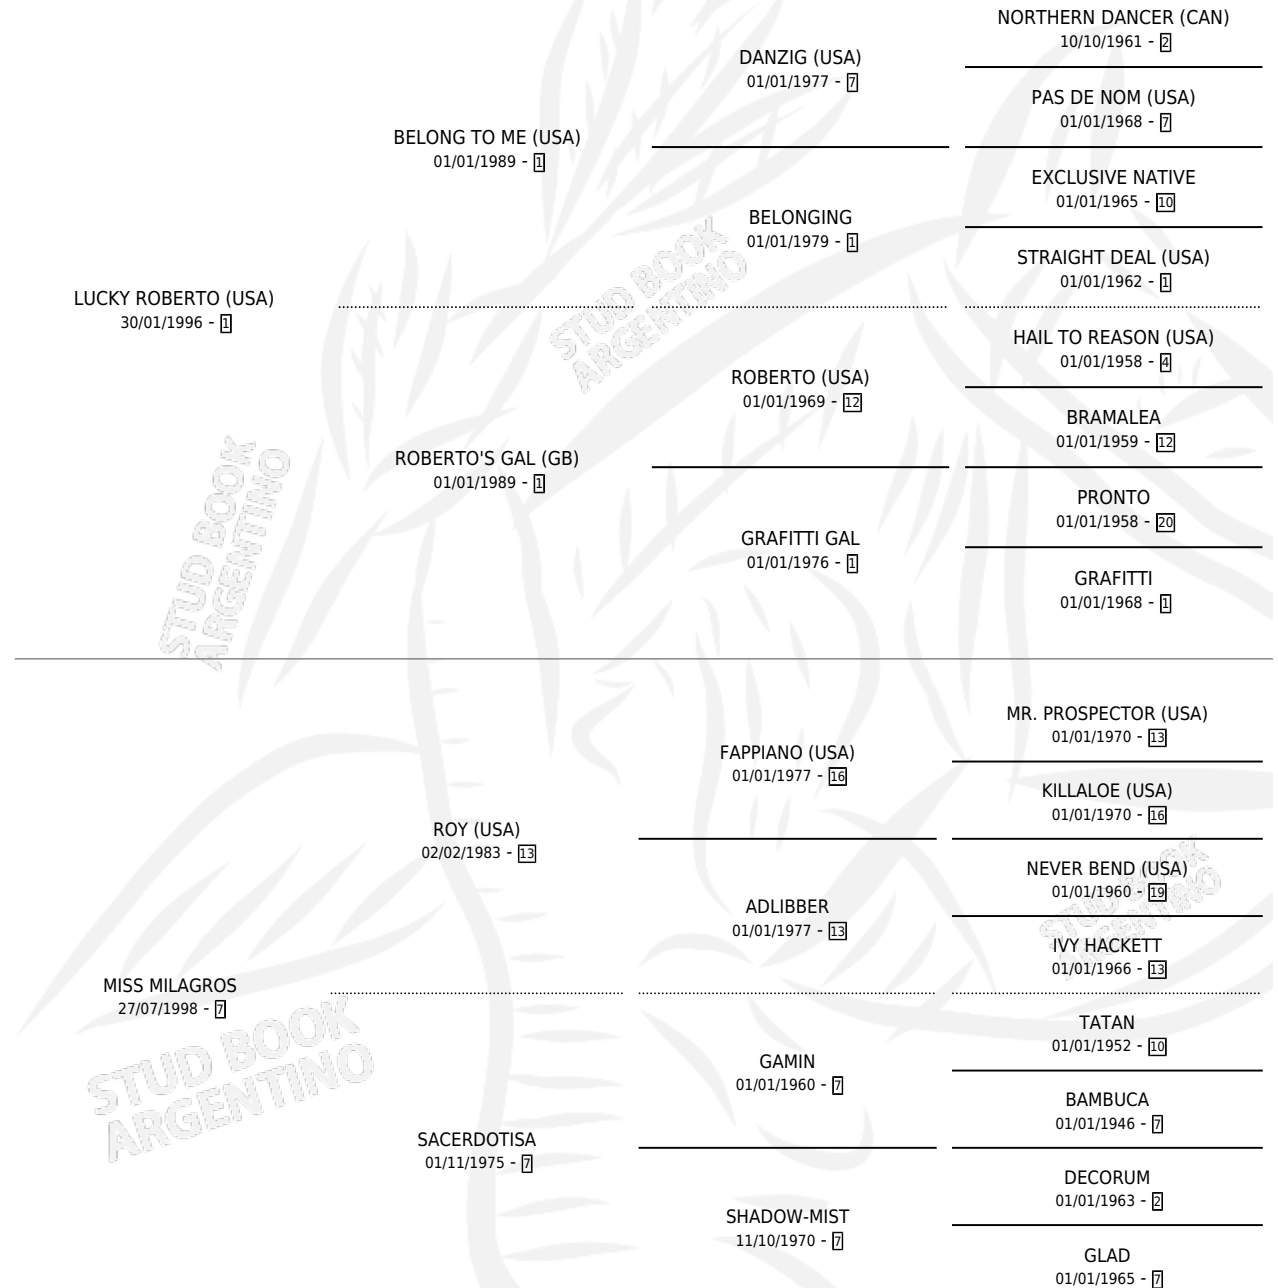 NORTHERN DANCER (CAN)
10/10/1961 - 2
DANZIG (USA)
01/01/1977 - 7
PAS DE NOM (USA)
01/01/1968 - 7
BELONG TO ME (USA)
01/01/1989 - 1
EXCLUSIVE NATIVE
01/01/1965 - 10
BELONGING
01/01/1979 - 1
STRAIGHT DEAL (USA)
01/01/1962 - 1
LUCKY ROBERTO (USA)
30/01/1996 - 1
STUD BOOK
ARGENTINO
HAIL TO REASON (USA)
01/01/1958 - 4
ROBERTO (USA)
01/01/1969 - 12
BRAMALEA
01/01/1959 - 12
ROBERTO'S GAL (GB)
01/01/1989 - 1
PRONTO
01/01/1958 - 20
GRAFITTI GAL
01/01/1976 - 1
GRAFITTI
01/01/1968 - 1
STUD BOOK
ARGENTINO
MR. PROSPECTOR (USA)
01/01/1970 - 13
FAPPIANO (USA)
01/01/1977 - 16
KILLALOE (USA)
01/01/1970 - 16
ROY (USA)
02/02/1983 - 13
NEVER BEND (USA)
01/01/1960 - 19
STUD BOOK
ARGENTINO
ADLIBBER
01/01/1977 - 13
IVY HACKETT
01/01/1966 - 13
MISS MILAGROS
27/07/1998 - 7
STUD BOOK
ARGENTINO
TATAN
01/01/1952 - 10
GAMIN
01/01/1960 - 7
BAMBUCA
01/01/1946 - 7
SACERDOTISA
01/11/1975 - 7
DECORUM
01/01/1963 - 2
SHADOW-MIST
11/10/1970 - 7
GLAD
01/01/1965 - 7